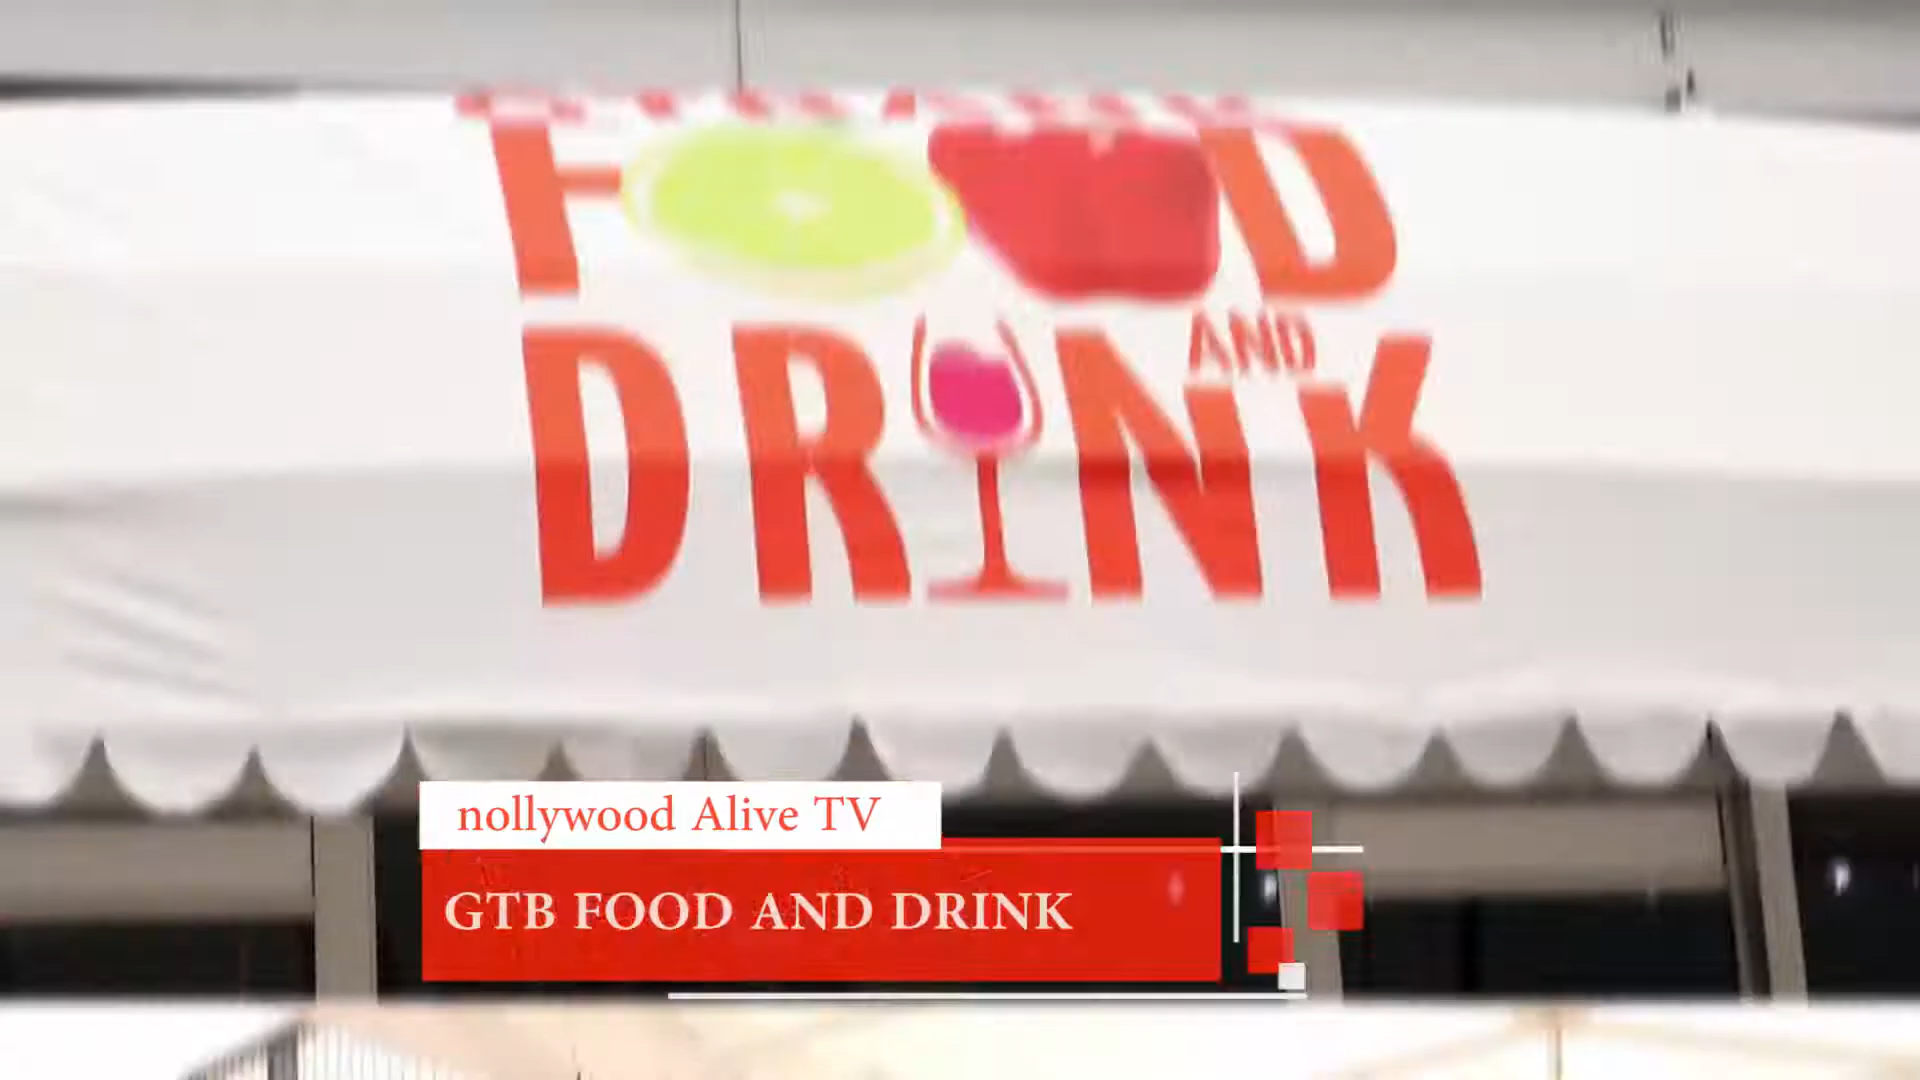 FOOD
AND
DRINK
nollywood Alive TV
GTB FOOD AND DRINK